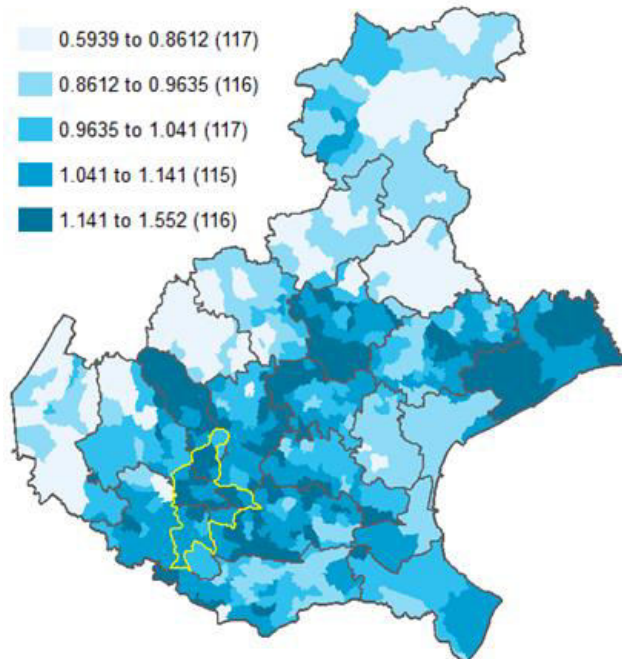 0.5939 to 0.8612 (117)
0.8612 to 0.9635 (116)
0.9635 to 1.041 (117)
1.041 to 1.141 (115)
1.141 to 1.552 (116)